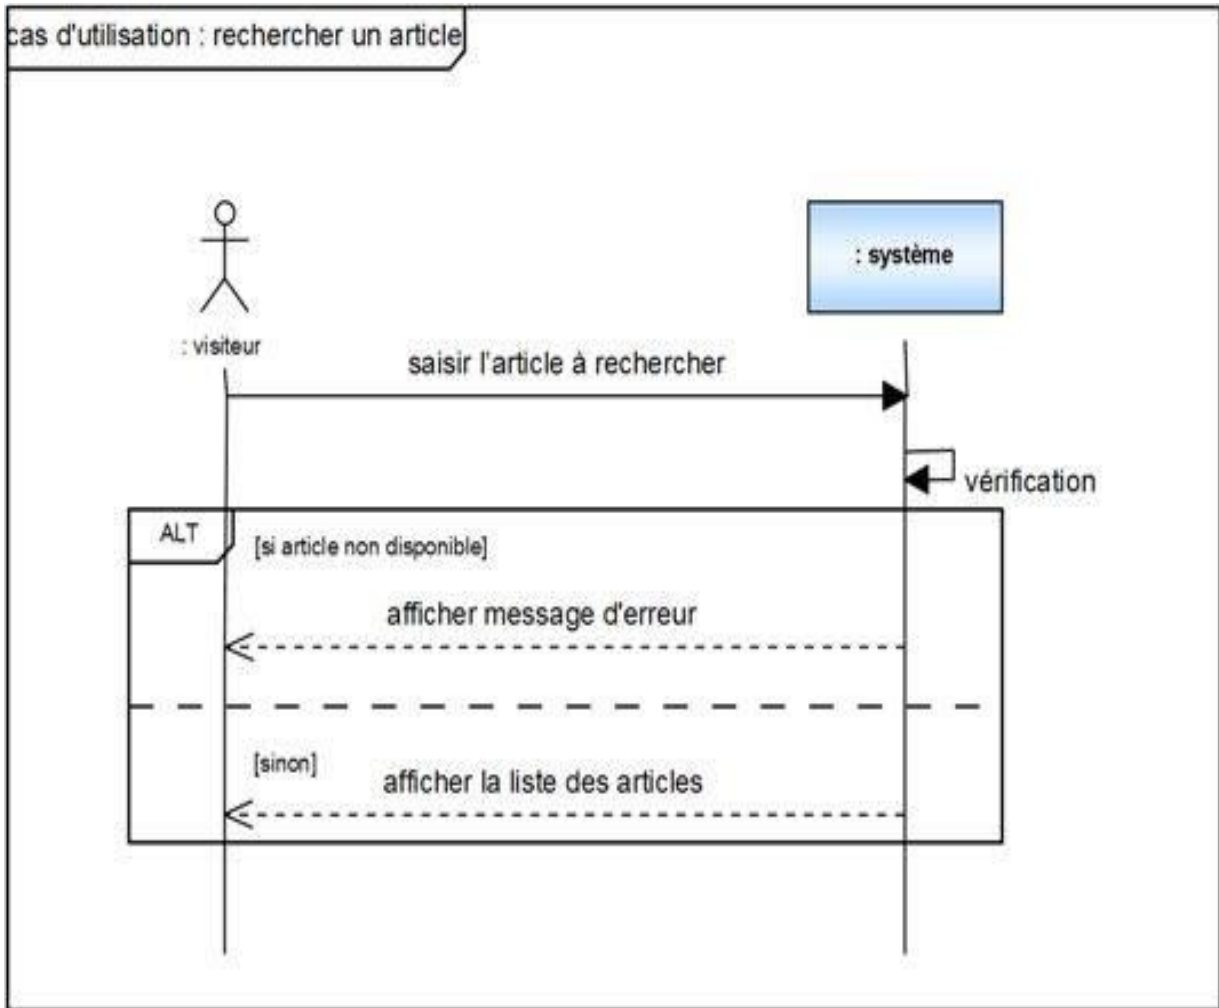 cas d'utilisation : rechercher un article
: système
: visiteur
saisir l'article à rechercher
vérification
ALT
[si article non disponible]
afficher message d'erreur
[sinon]
afficher la liste des articles